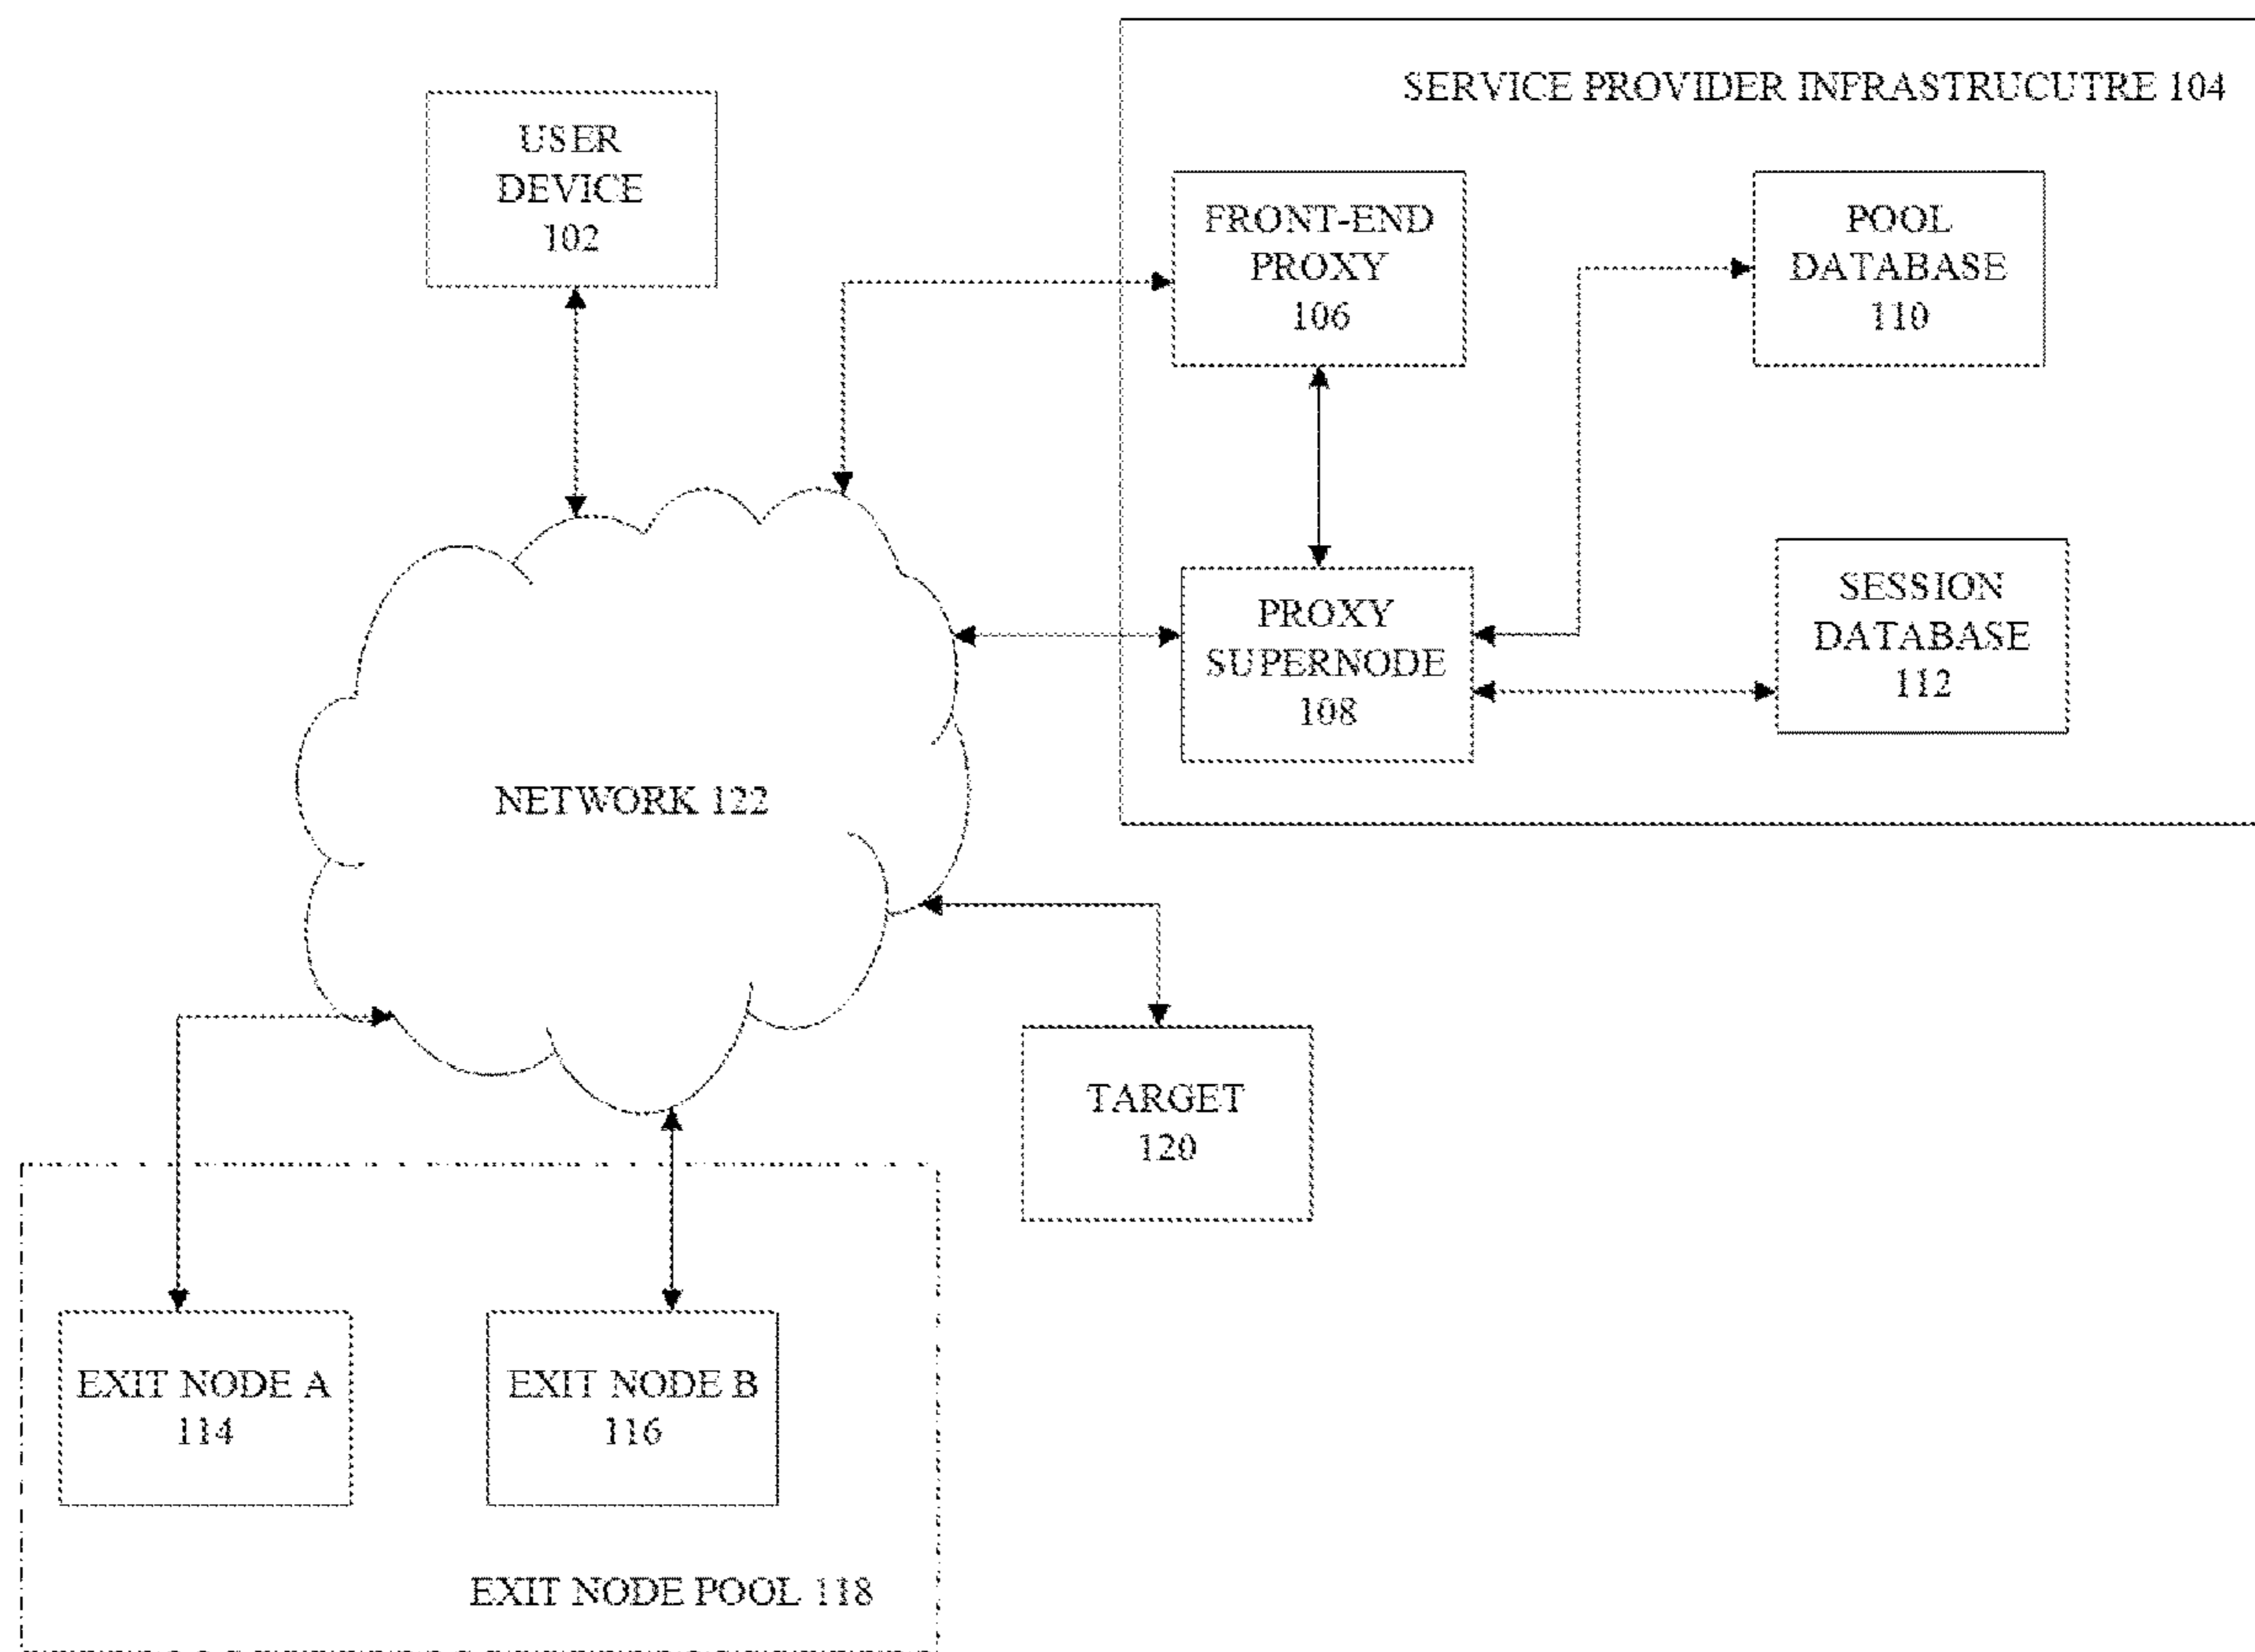 SERVICE PROVIDER INFRASTRUCUTRE 104
USER
DEVICE
102
FRONT-END
PROXY
106
POOL
DATABASE
110
PROXY
SUPERNODE
108
SESSION
DATABASE
112
NETWORK 122
TARGET
120
EXIT NODE A
114
EXIT NODE B
116
EXIT NODE POOL 118